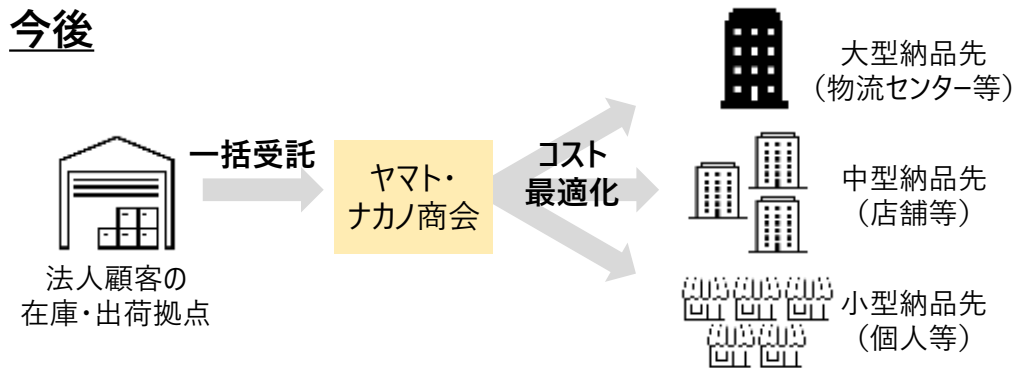 今後
法人顧客の
在庫・出荷拠点
一括受託
ヤマト・
ナカノ商会
コスト
最適化
大型納品先
（物流センター等）
中型納品先
（店舗等）
小型納品先
（個人等）